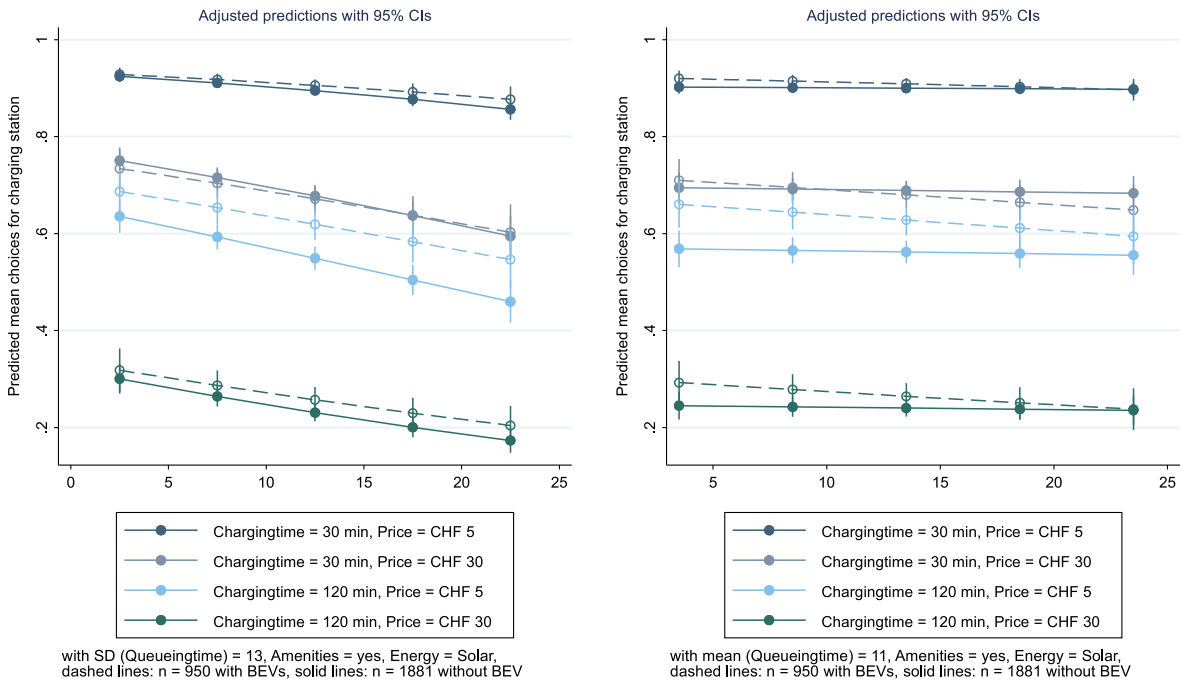 Adjusted predictions with 95% CIs
Predicted mean choices for charging station
1
.8
.6
.4
.2
0 5 10 15 20 25
Chargingtime = 30 min, Price = CHF 5
Chargingtime = 30 min, Price = CHF 30
Chargingtime = 120 min, Price = CHF 5
Chargingtime = 120 min, Price = CHF 30
with SD (Queueingtime) = 13, Amenities = yes, Energy = Solar,
dashed lines: n = 950 with BEVs, solid lines: n = 1881 without BEV
Adjusted predictions with 95% CIs
Predicted mean choices for charging station
1
.8
.6
.4
.2
5 10 15 20 25
Chargingtime = 30 min, Price = CHF 5
Chargingtime = 30 min, Price = CHF 30
Chargingtime = 120 min, Price = CHF 5
Chargingtime = 120 min, Price = CHF 30
with mean (Queueingtime) = 11, Amenities = yes, Energy = Solar,
dashed lines: n = 950 with BEVs, solid lines: n = 1881 without BEV